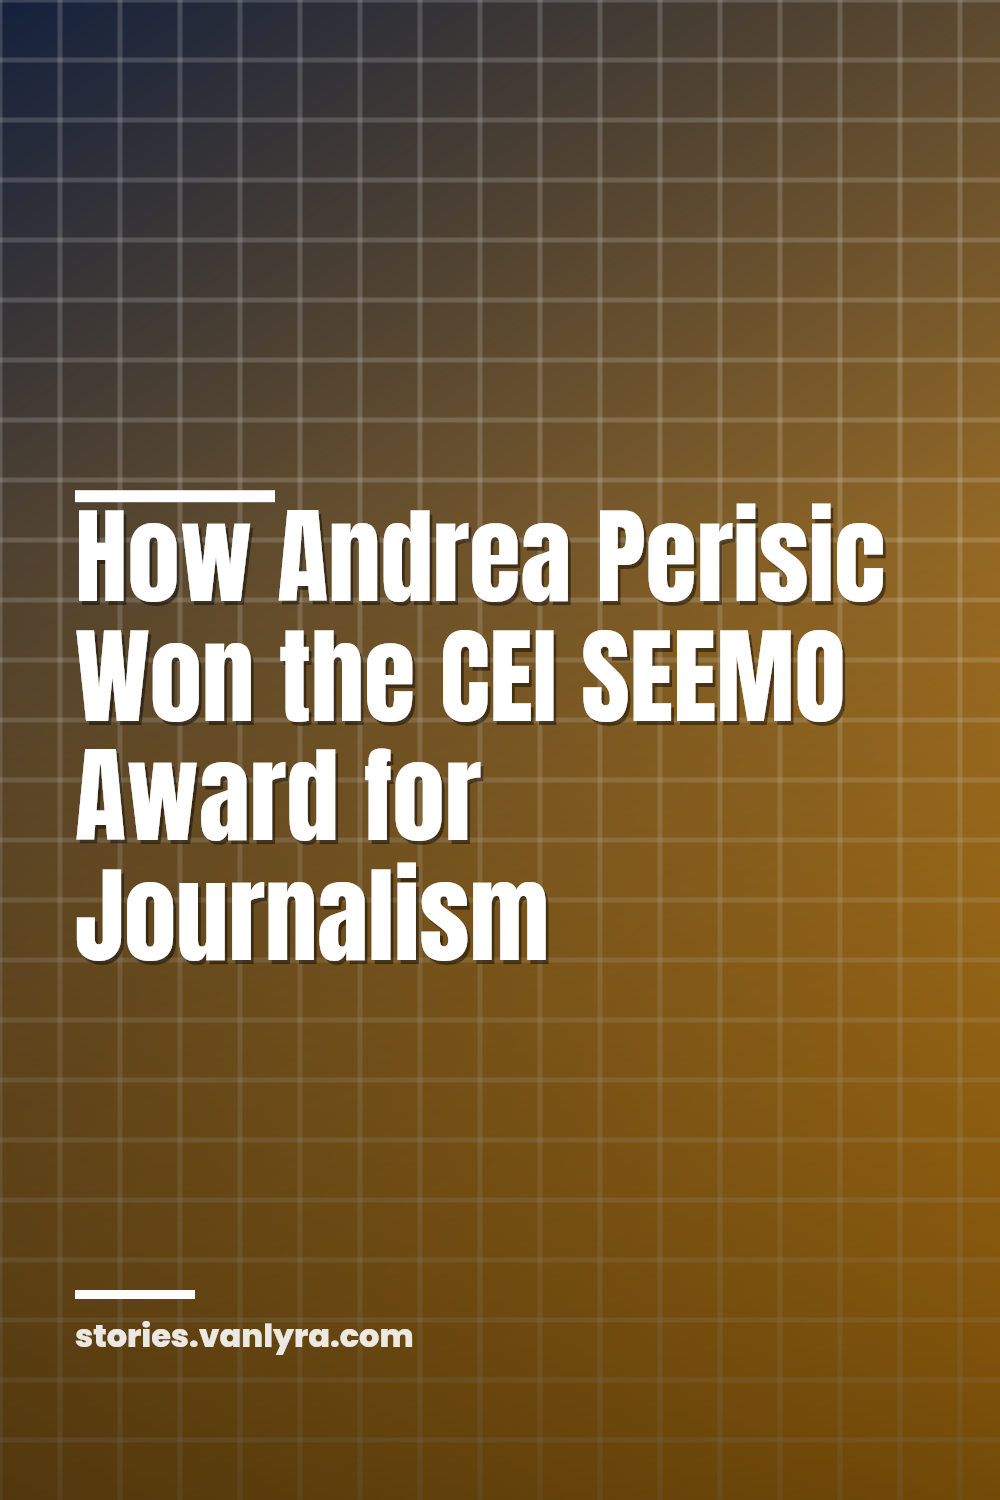 How Andrea Perisic
Won the CEI SEEMO
Award for
Journalism
stories.vanlyra.com